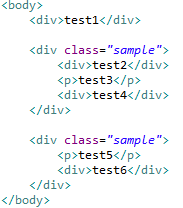 <body>
    <div>test1</div>

    <div class="sample">
        <div>test2</div>
        <p>test3</p>
        <div>test4</div>
    </div>

    <div class="sample">
        <p>test5</p>
        <div>test6</div>
    </div>
</body>